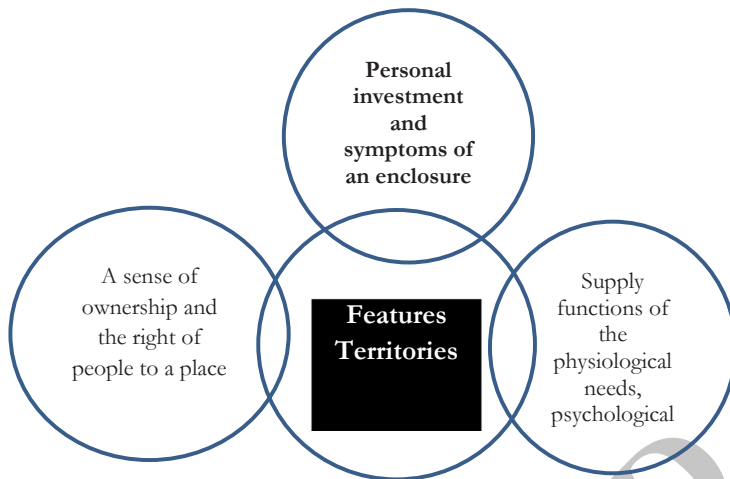 Personal
investment
and
symptoms of
an enclosure
A sense of
ownership and
the right of
people to a place
Features
Territories
Supply
functions of
the
physiological
needs,
psychological